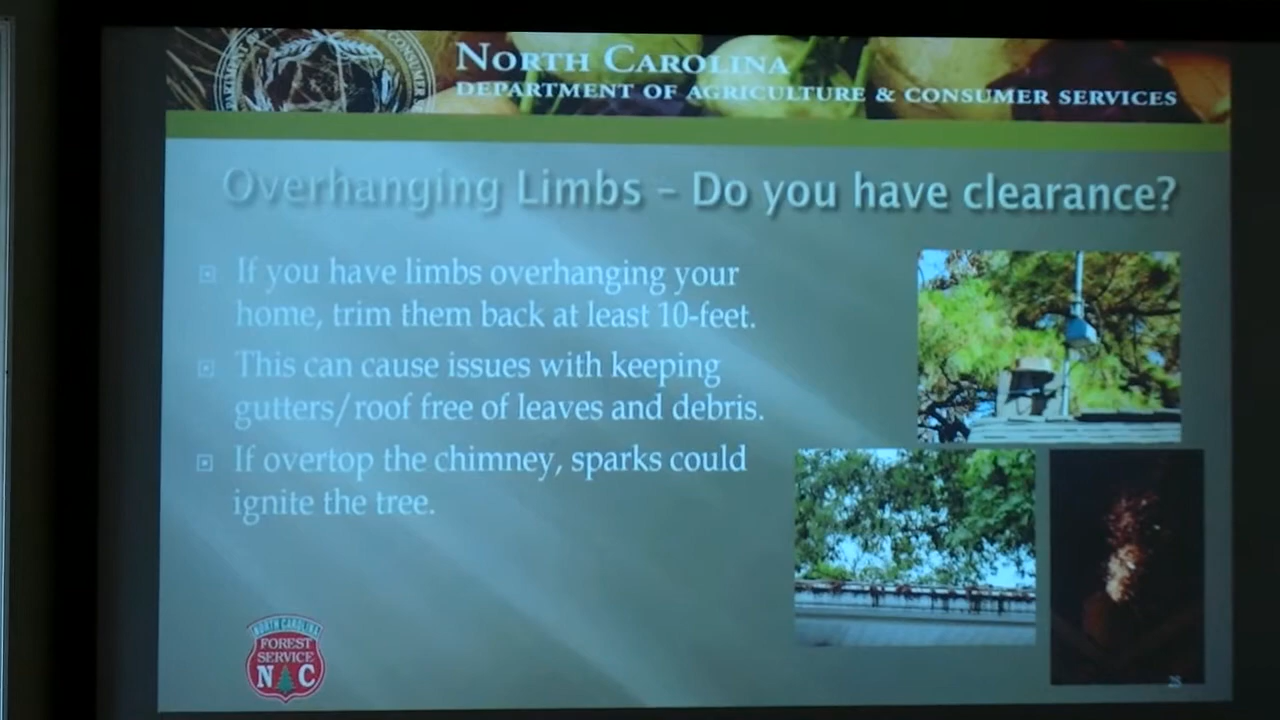 NORTH CAROLINA
DEPARTMENT OF AGRICULTURE & CONSUMER SERVICES
Overhanging Limbs – Do you have clearance?
If you have limbs overhanging your
home, trim them back at least 10-feet.
This can cause issues with keeping
gutters/roof free of leaves and debris.
If overtop the chimney, sparks could
ignite the tree.
NORTH CAROLINA
FOREST
SERVICE
N C